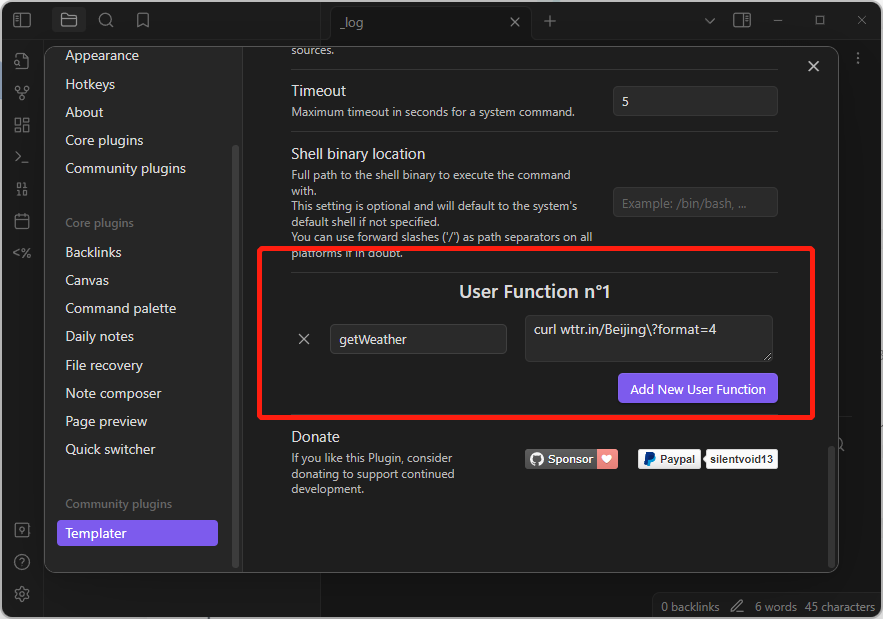 _log
Appearance
Hotkeys
About
Core plugins
Community plugins
Core plugins
Backlinks
Canvas
Command palette
Daily notes
File recovery
Note composer
Page preview
Quick switcher
Community plugins
Templater
sources.
Timeout
Maximum timeout in seconds for a system command.
5
Shell binary location
Full path to the shell binary to execute the command
with.
This setting is optional and will default to the system's
default shell if not specified.
You can use forward slashes ('/') as path separators on all
platforms if in doubt.
Example: /bin/bash, ...
User Function n°1
getWeather
curl wttr.in/Beijing\?format=4
Add New User Function
Donate
If you like this Plugin, consider
donating to support continued
development.
Sponsor
Paypal
silentvoid13
0 backlinks
6 words
45 characters